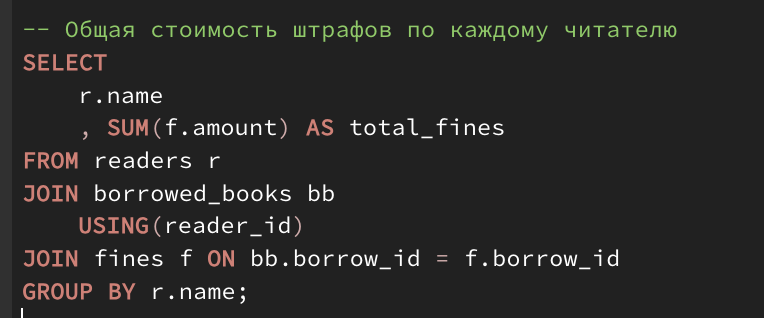 -- Общая стоимость штрафов по каждому читателю
SELECT
    r.name
    , SUM(f.amount) AS total_fines
FROM readers r
JOIN borrowed_books bb
    USING(reader_id)
JOIN fines f ON bb.borrow_id = f.borrow_id
GROUP BY r.name;